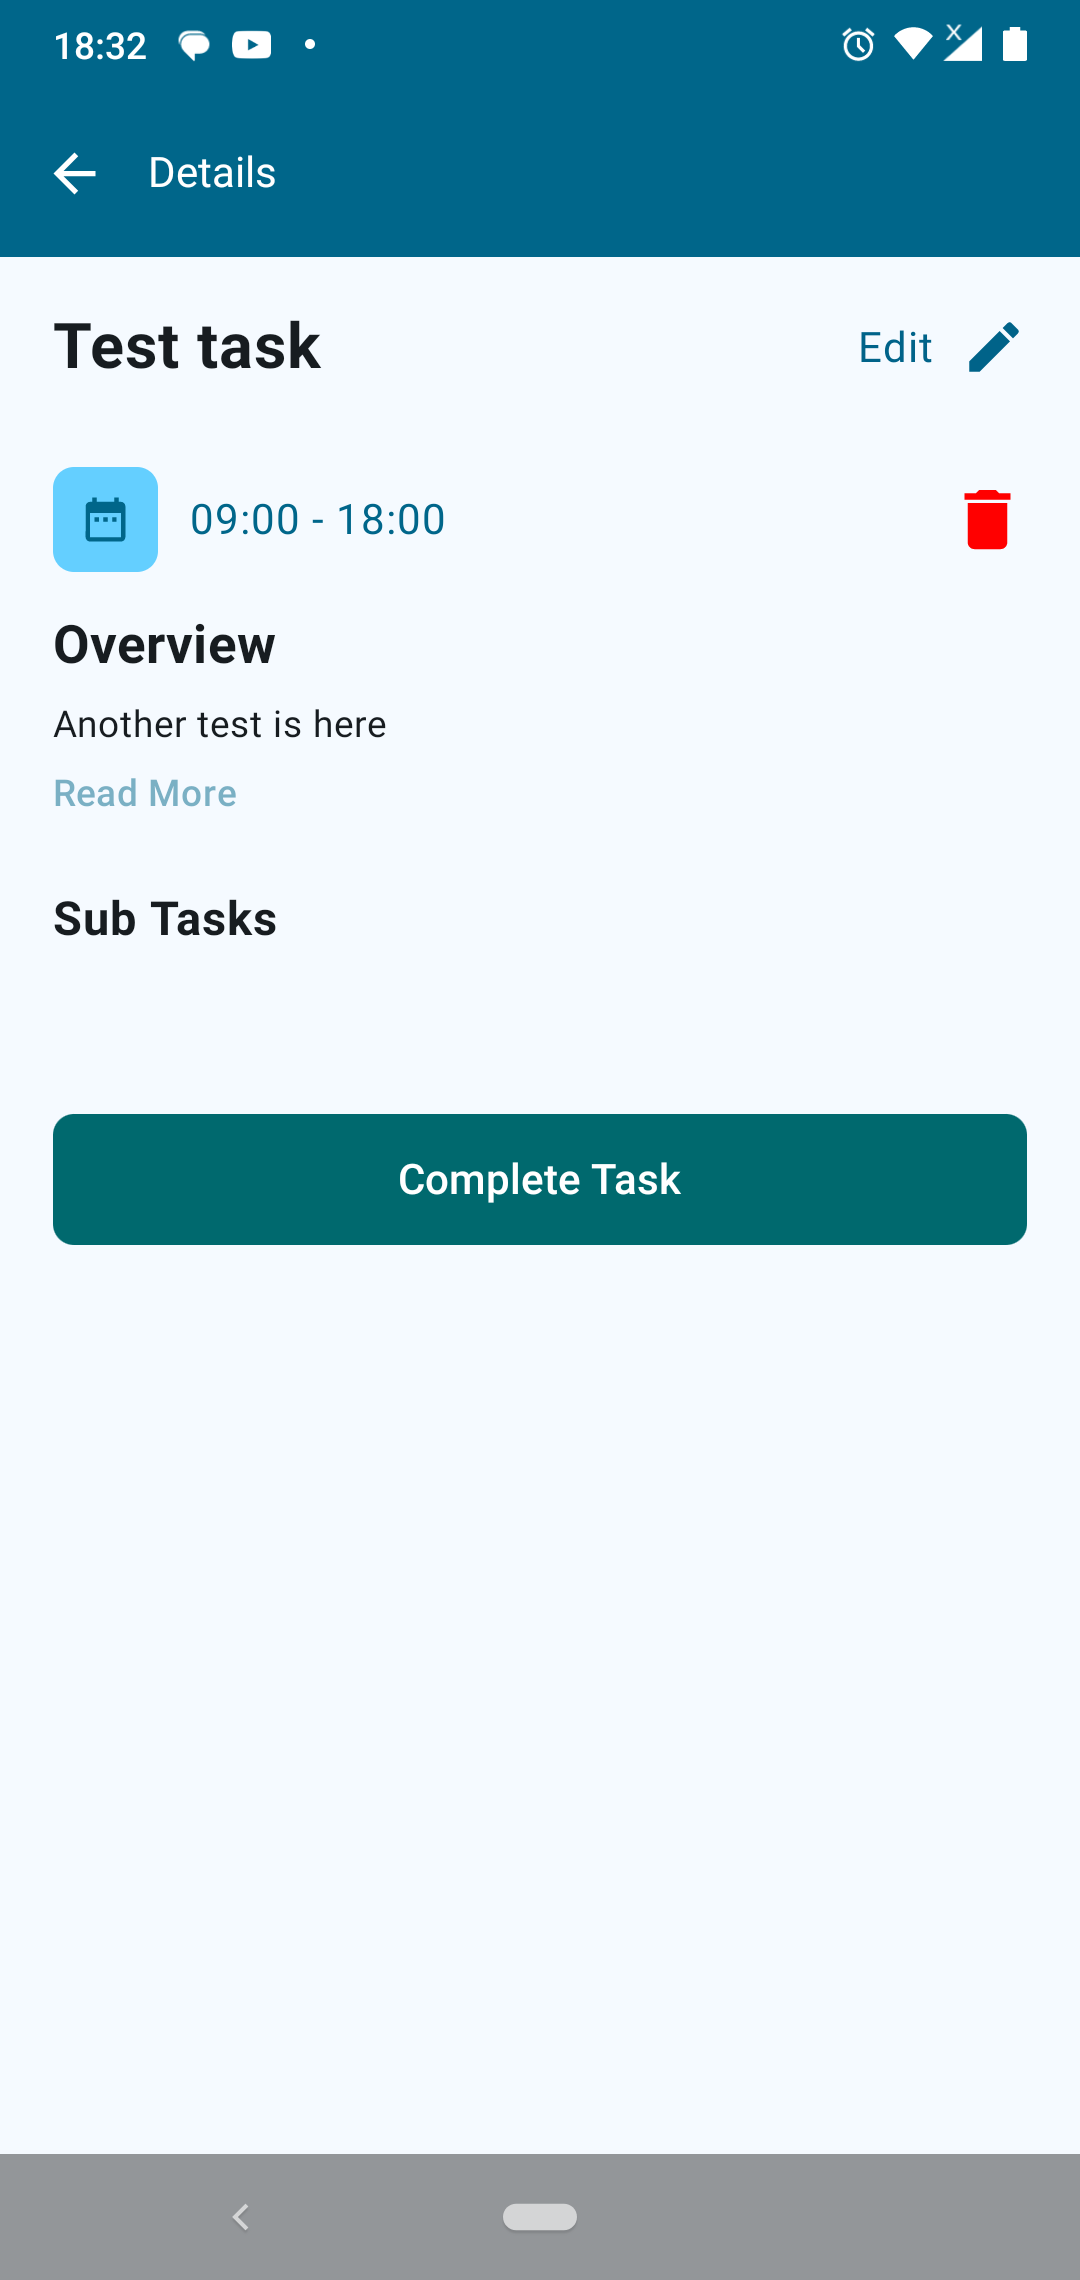 18:32
Details
Test task
Edit
09:00 - 18:00
Overview
Another test is here
Read More
Sub Tasks
Complete Task